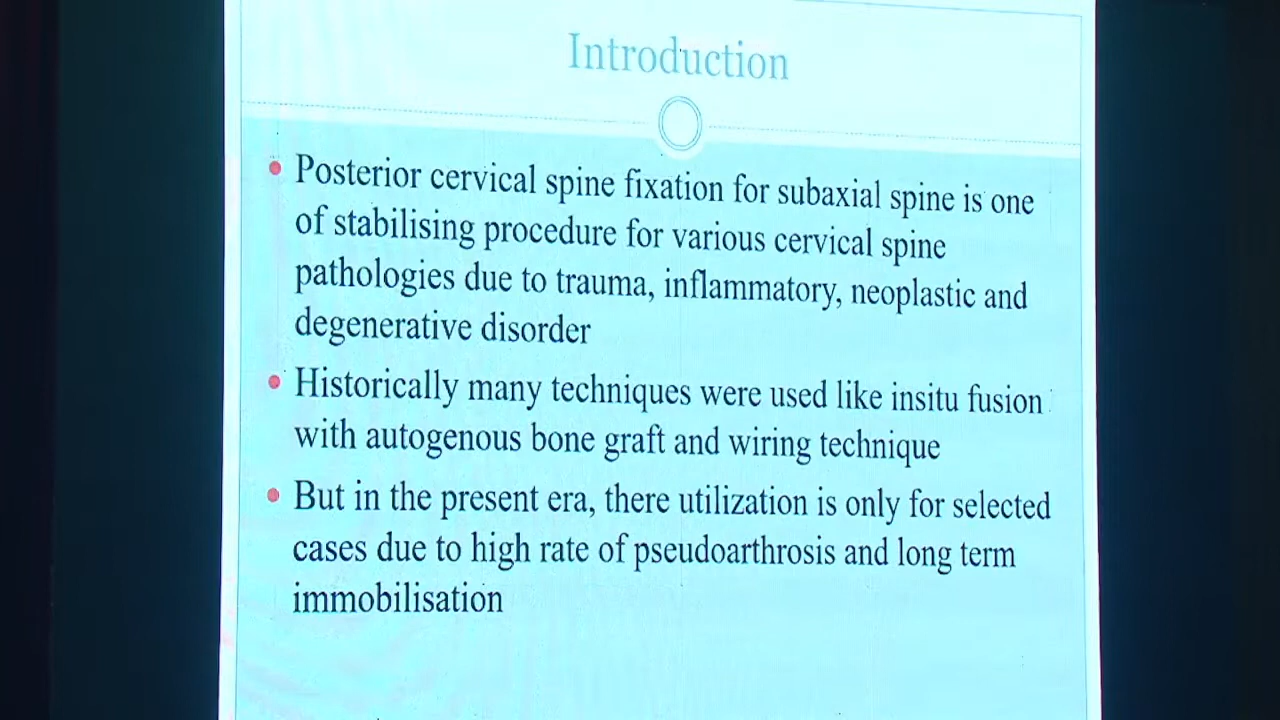 Introduction
Posterior cervical spine fixation for subaxial spine is one
of stabilising procedure for various cervical spine
pathologies due to trauma, inflammatory, neoplastic and
degenerative disorder
Historically many techniques were used like insitu fusion
with autogenous bone graft and wiring technique
But in the present era, there utilization is only for selected
cases due to high rate of pseudoarthrosis and long term
immobilisation